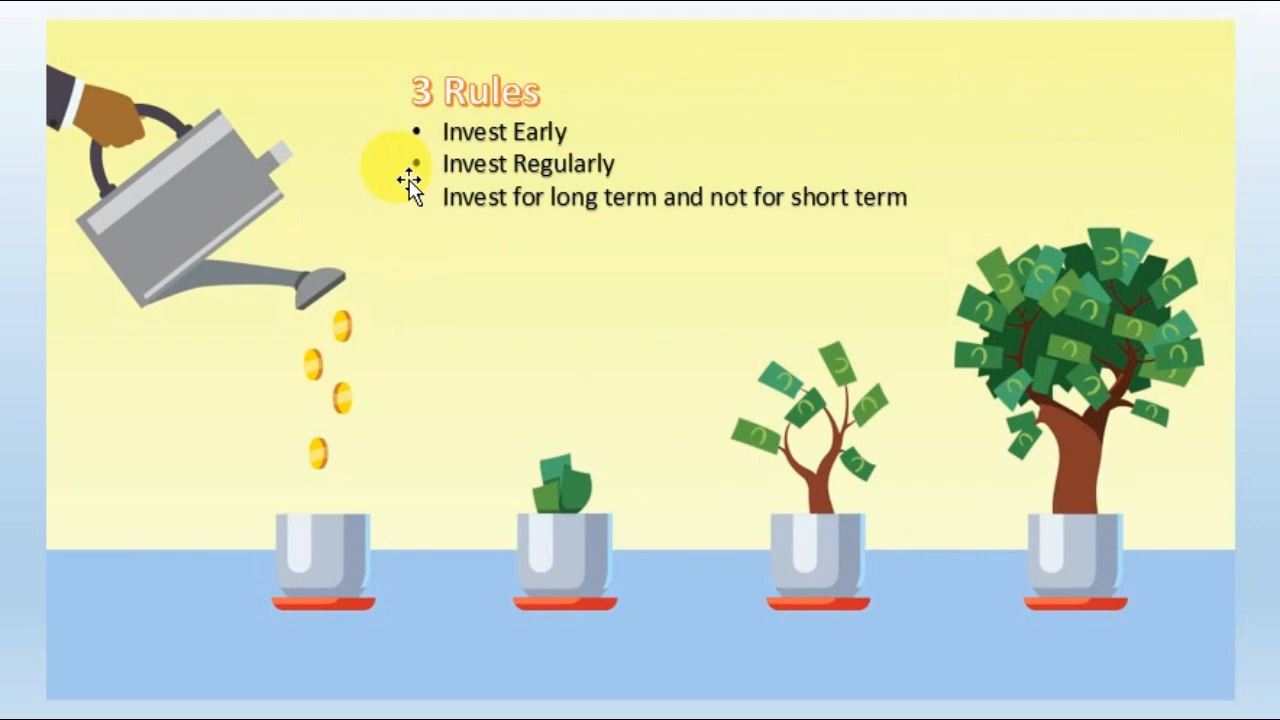 3 Rules
• Invest Early
• Invest Regularly
Invest for long term and not for short term